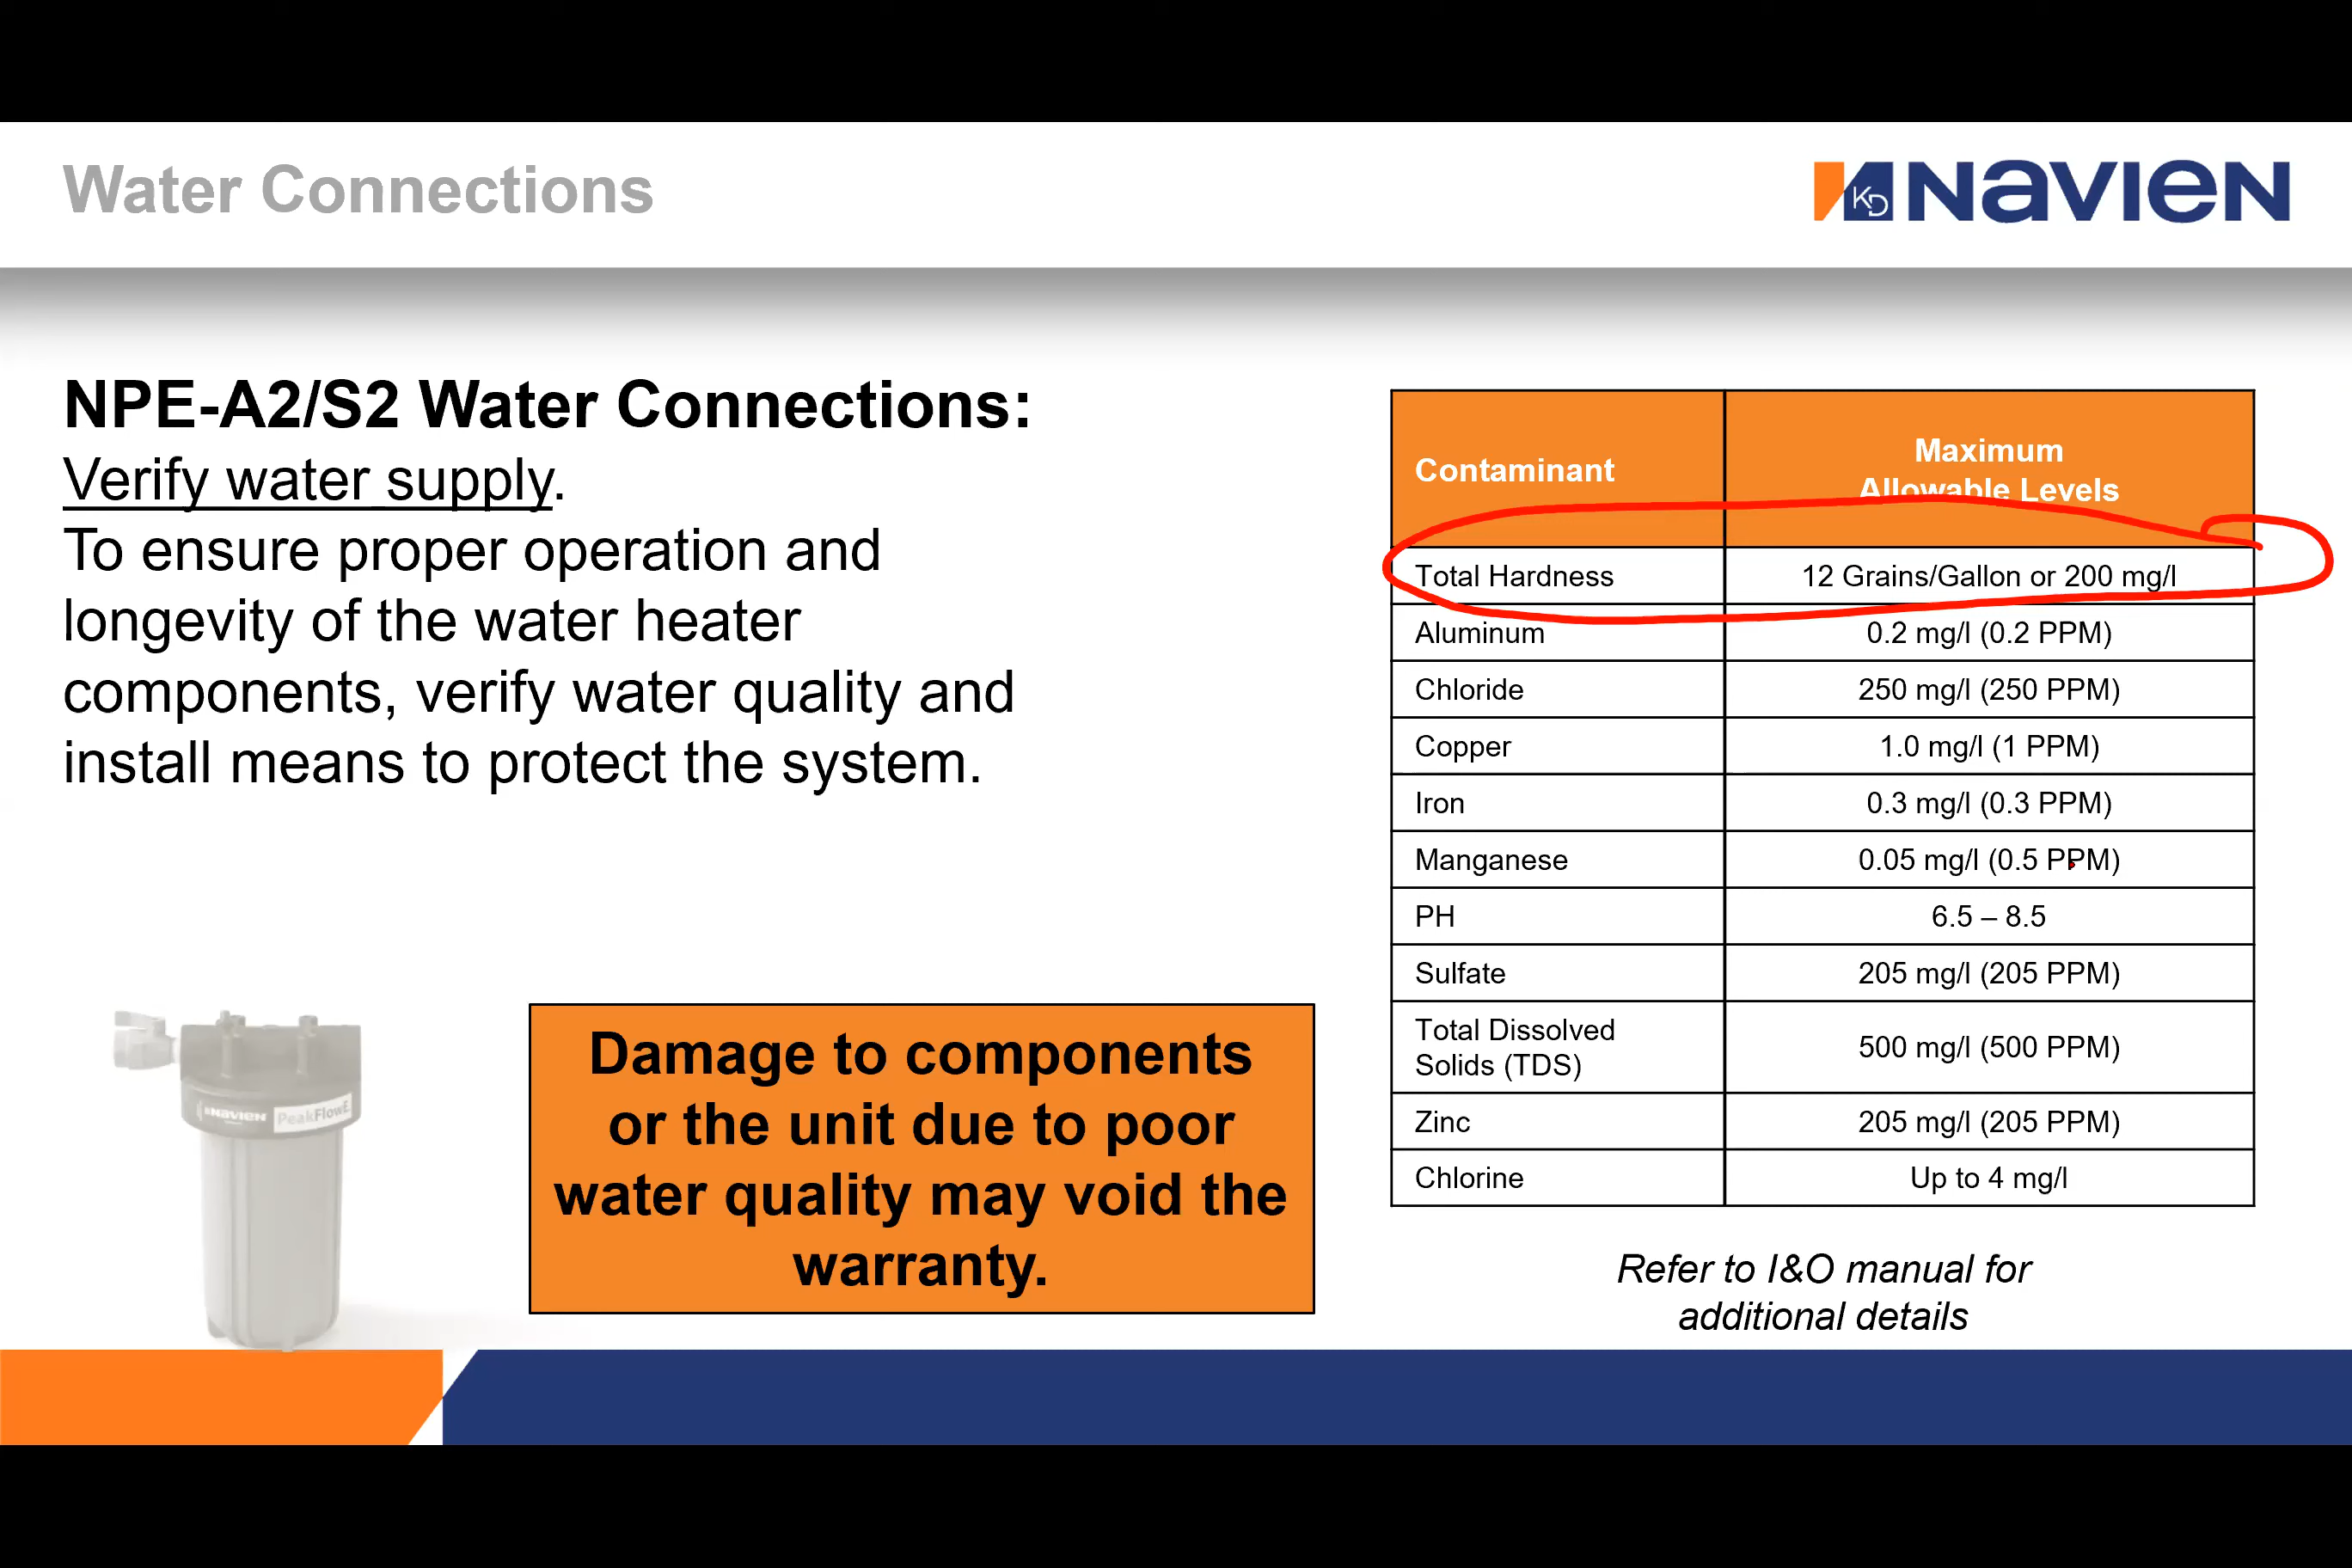 Water Connections
KD NAVIEN
NPE-A2/S2 Water Connections:
Verify water supply.
To ensure proper operation and
longevity of the water heater
components, verify water quality and
install means to protect the system.
NAVIEN PeakFlowE
Damage to components
or the unit due to poor
water quality may void the
warranty.
Contaminant Maximum Allowable Levels
Total Hardness 12 Grains/Gallon or 200 mg/l
Aluminum 0.2 mg/l (0.2 PPM)
Chloride 250 mg/l (250 PPM)
Copper 1.0 mg/l (1 PPM)
Iron 0.3 mg/l (0.3 PPM)
Manganese 0.05 mg/l (0.5 PPM)
PH 6.5 – 8.5
Sulfate 205 mg/l (205 PPM)
Total Dissolved Solids (TDS) 500 mg/l (500 PPM)
Zinc 205 mg/l (205 PPM)
Chlorine Up to 4 mg/l
Refer to I&O manual for
additional details